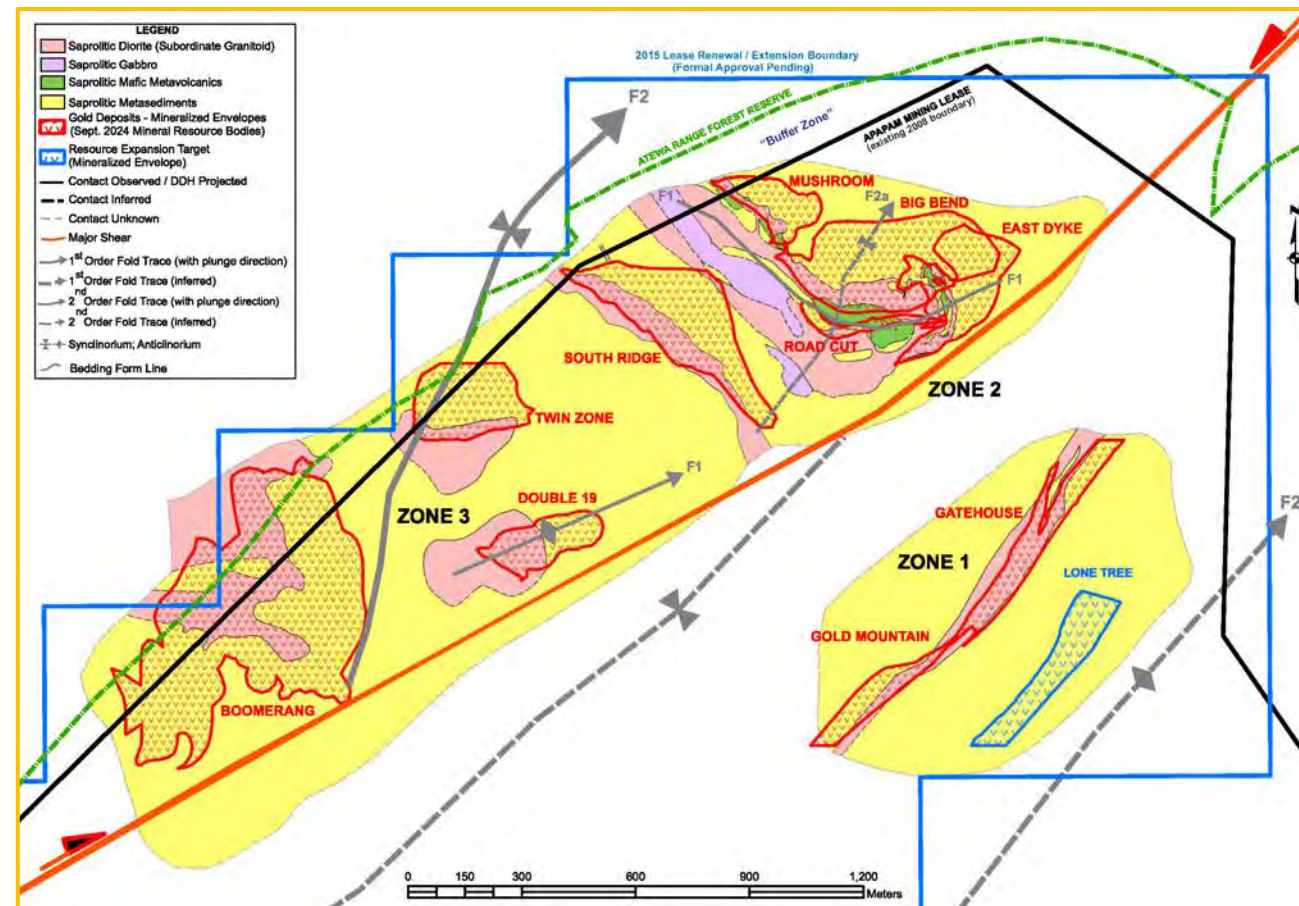 LEGEND
Saprolitic Diorite (Subordinate Granitoid)
Saprolitic Gabbro
Saprolitic Mafic Metavolcanics
Saprolitic Metasediments
Gold Deposits - Mineralized Envelopes
(Sept. 2024 Mineral Resource Bodies)
Resource Expansion Target
(Mineralized Envelope)
Contact Observed / DDH Projected
Contact Inferred
Contact Unknown
Major Shear
1st Order Fold Trace (with plunge direction)
1st Order Fold Trace (inferred)
2nd Order Fold Trace (with plunge direction)
2nd Order Fold Trace (inferred)
Synclinorium; Anticlinorium
Bedding Form Line
2015 Lease Renewal / Extension Boundary
(Formal Approval Pending)
ATEWA RANGE FOREST RESERVE
"Buffer Zone"
APAPAM MINING LEASE
(existing 2008 boundary)
F2
MUSHROOM
F1
F2a
BIG BEND
EAST DYKE
F1
ROAD CUT
SOUTH RIDGE
ZONE 2
TWIN ZONE
F1
DOUBLE 19
ZONE 3
GATEHOUSE
F2
ZONE 1
LONE TREE
GOLD MOUNTAIN
BOOMERANG
0 150 300 600 900 1,200
Meters